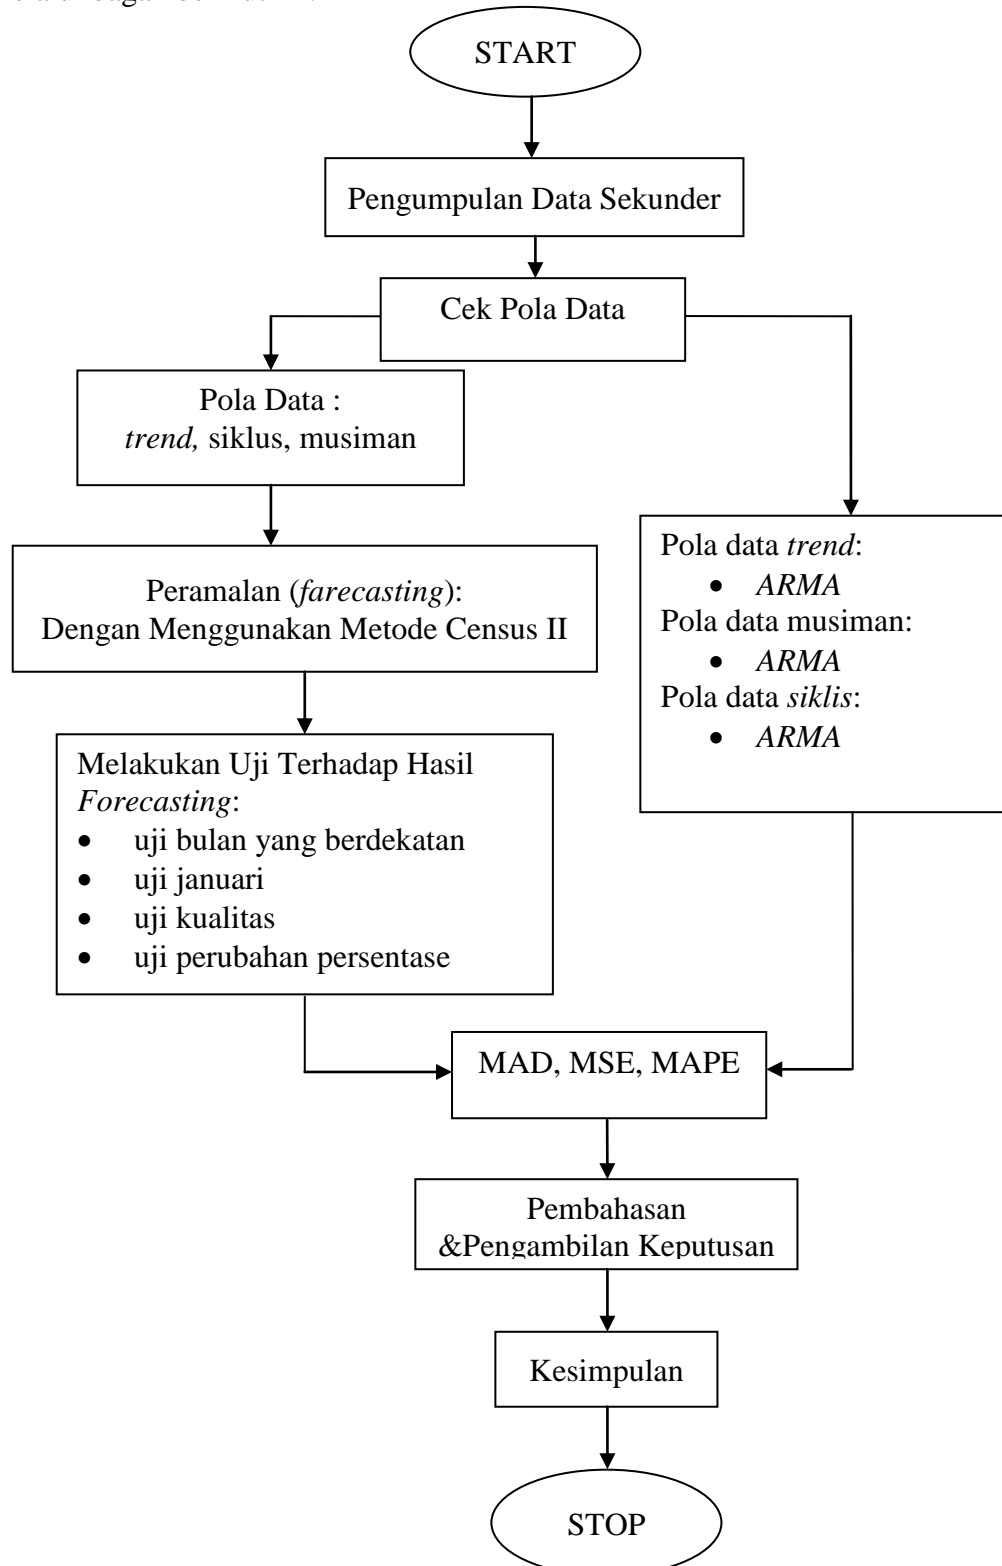 START
Pengumpulan Data Sekunder
Cek Pola Data
Pola Data :
trend, siklus, musiman
Peramalan (farecasting):
Dengan Menggunakan Metode Census II
Melakukan Uji Terhadap Hasil
Forecasting:
• uji bulan yang berdekatan
• uji januari
• uji kualitas
• uji perubahan persentase
Pola data trend:
• ARMA
Pola data musiman:
• ARMA
Pola data siklis:
• ARMA
MAD, MSE, MAPE
Pembahasan
&Pengambilan Keputusan
Kesimpulan
STOP